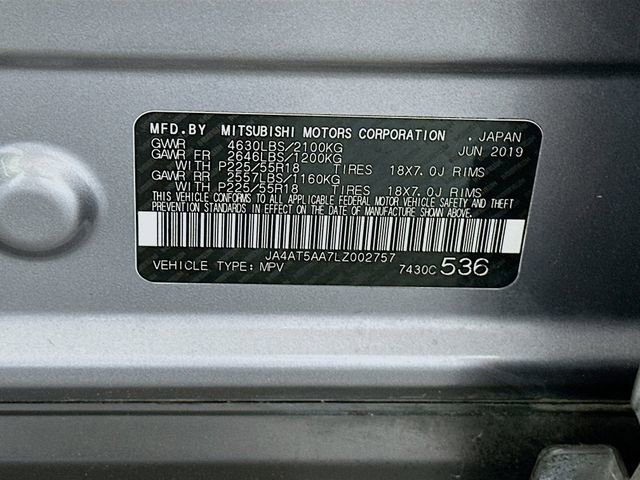 MFD.BY MITSUBISHI MOTORS CORPORATION . JAPAN
GVWR 4630LBS/2100KG JUN 2019
GAWR FR 2646LBS/1200KG
WITH P225/55R18 TIRES 18X7.0J RIMS
GAWR RR 2557LBS/1160KG
WITH P225/55R18 TIRES 18X7.0J RIMS
THIS VEHICLE CONFORMS TO ALL APPLICABLE FEDERAL MOTOR VEHICLE SAFETY AND THEFT
PREVENTION STANDARDS IN EFFECT ON THE DATE OF MANUFACTURE SHOWN ABOVE.
JA4AT5AA7LZ002757
VEHICLE TYPE: MPV 7430C 536